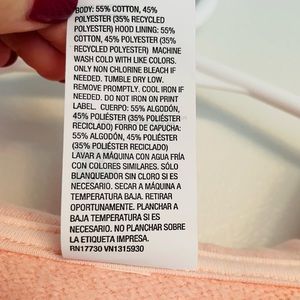 BODY: 55% COTTON, 45%
POLYESTER (35% RECYCLED
POLYESTER) HOOD LINING: 55%
COTTON, 45% POLYESTER (35%
RECYCLED POLYESTER) MACHINE
WASH COLD WITH LIKE COLORS.
ONLY NON CHLORINE BLEACH IF
NEEDED. TUMBLE DRY LOW.
REMOVE PROMPTLY. COOL IRON IF
NEEDED. DO NOT IRON ON PRINT
LABEL. CUERPO: 55% ALGODÓN,
45% POLIÉSTER (35% POLIÉSTER
RECICLADO) FORRO DE CAPUCHA:
55% ALGODÓN, 45% POLIÉSTER
(35% POLIÉSTER RECICLADO)
LAVAR A MÁQUINA CON AGUA FRÍA
CON COLORES SIMILARES. SÓLO
BLANQUEADOR SIN CLORO SI ES
NECESARIO. SECAR A MÁQUINA A
TEMPERATURA BAJA. RETIRAR
OPORTUNAMENTE. PLANCHAR A
BAJA TEMPERATURA SI ES
NECESARIO. NO PLANCHAR SOBRE
LA ETIQUETA IMPRESA.
RN17730 VN1315930